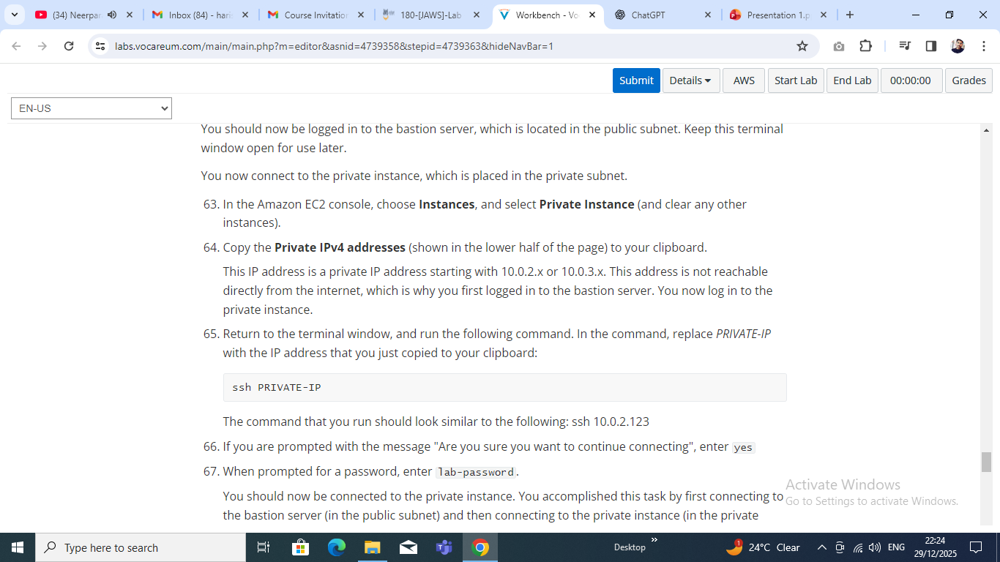 (34) Neerpar
Inbox (84) - haris
Course Invitation
180-[JAWS]-Lab
Workbench - Vo
ChatGPT
Presentation 1.p
labs.vocareum.com/main/main.php?m=editor&asnid=4739358&stepid=4739363&hideNavBar=1
Submit
Details
AWS
Start Lab
End Lab
00:00:00
Grades
EN-US
You should now be logged in to the bastion server, which is located in the public subnet. Keep this terminal
window open for use later.
You now connect to the private instance, which is placed in the private subnet.
63. In the Amazon EC2 console, choose Instances, and select Private Instance (and clear any other
instances).
64. Copy the Private IPv4 addresses (shown in the lower half of the page) to your clipboard.
This IP address is a private IP address starting with 10.0.2.x or 10.0.3.x. This address is not reachable
directly from the internet, which is why you first logged in to the bastion server. You now log in to the
private instance.
65. Return to the terminal window, and run the following command. In the command, replace PRIVATE-IP
with the IP address that you just copied to your clipboard:
ssh PRIVATE-IP
The command that you run should look similar to the following: ssh 10.0.2.123
66. If you are prompted with the message "Are you sure you want to continue connecting", enter yes
67. When prompted for a password, enter lab-password.
You should now be connected to the private instance. You accomplished this task by first connecting to
the bastion server (in the public subnet) and then connecting to the private instance (in the private
Activate Windows
Go to Settings to activate Windows.
Type here to search
Desktop
1
24°C Clear
ENG
22:24
29/12/2025